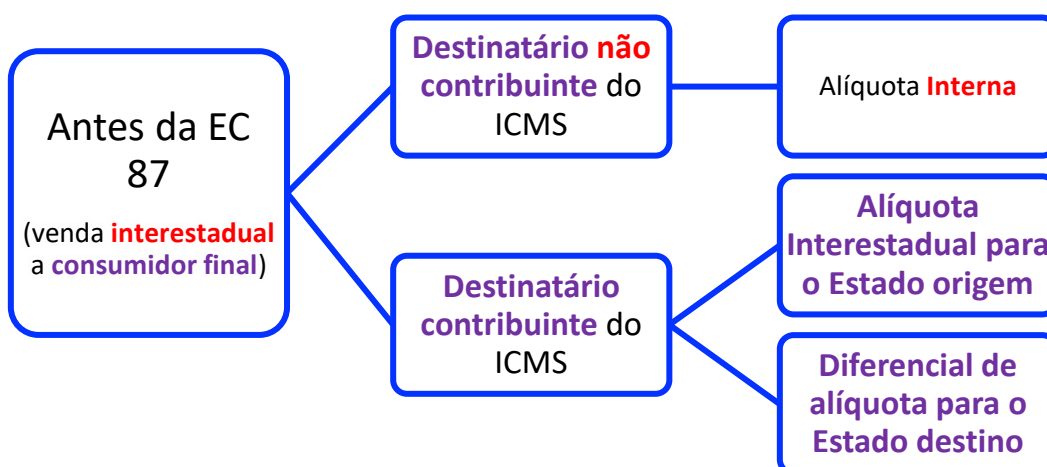 Antes da EC
87
(venda interestadual
a consumidor final)
Destinatário não
contribuinte do
ICMS
Alíquota Interna
Destinatário
contribuinte do
ICMS
Alíquota
Interestadual para
o Estado origem
Diferencial de
alíquota para o
Estado destino